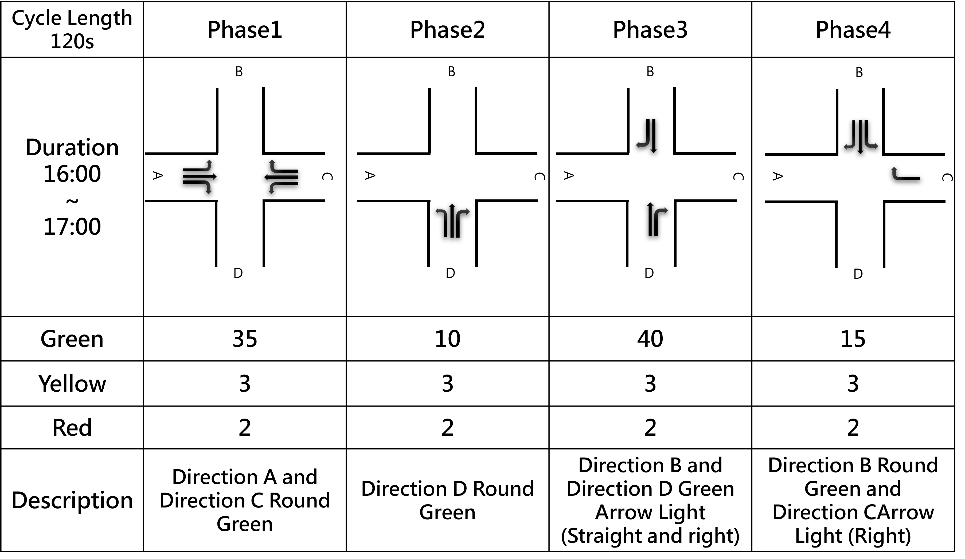 Cycle Length
120s
Phase1
Phase2
Phase3
Phase4
Duration
16:00
~
17:00
B
A
C
D
B
A
C
D
B
A
C
D
B
A
C
D
Green
35
10
40
15
Yellow
3
3
3
3
Red
2
2
2
2
Description
Direction A and
Direction C Round
Green
Direction D Round
Green
Direction B and
Direction D Green
Arrow Light
(Straight and right)
Direction B Round
Green and
Direction CArrow
Light (Right)